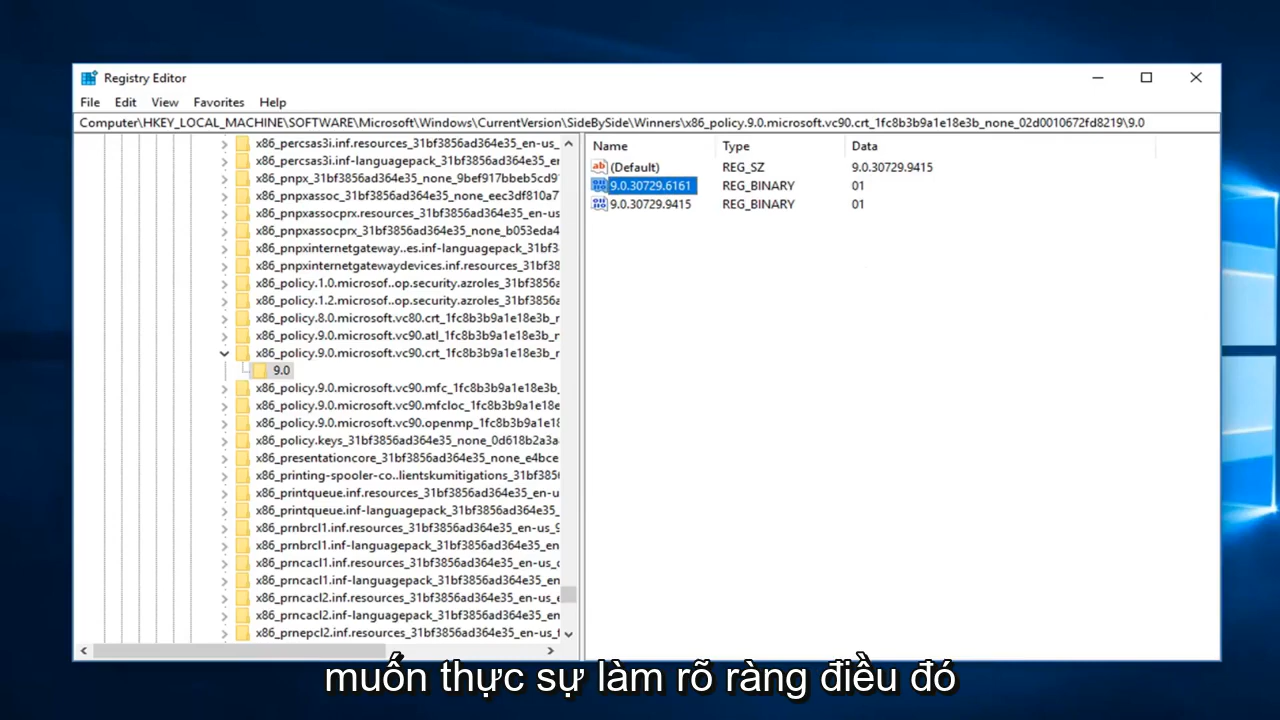 Registry Editor
File Edit View Favorites Help
Computer\HKEY_LOCAL_MACHINE\SOFTWARE\Microsoft\Windows\CurrentVersion\SideBySide\Winners\x86_policy.9.0.microsoft.vc90.crt_1fc8b3b9a1e18e3b_none_02d0010672fd8219\9.0
x86_percsas3i.inf.resources_31bf3856ad364e35_en-us_
x86_percsas3i.inf-languagepack_31bf3856ad364e35_en
x86_pnpx_31bf3856ad364e35_none_9bef917bbeb5cd9
x86_pnpxassoc_31bf3856ad364e35_none_eec3df810a7
x86_pnpxassocprx.resources_31bf3856ad364e35_en-us
x86_pnpxassocprx_31bf3856ad364e35_none_b053eda4
x86_pnpxinternetgateway..es.inf-languagepack_31bf3
x86_pnpxinternetgatewaydevices.inf.resources_31bf38
x86_policy.1.0.microsof..op.security.azroles_31bf3856a
x86_policy.1.2.microsof..op.security.azroles_31bf3856a
x86_policy.8.0.microsoft.vc80.crt_1fc8b3b9a1e18e3b_r
x86_policy.9.0.microsoft.vc90.atl_1fc8b3b9a1e18e3b_r
x86_policy.9.0.microsoft.vc90.crt_1fc8b3b9a1e18e3b_r
9.0
x86_policy.9.0.microsoft.vc90.mfc_1fc8b3b9a1e18e3b_
x86_policy.9.0.microsoft.vc90.mfcloc_1fc8b3b9a1e18e
x86_policy.9.0.microsoft.vc90.openmp_1fc8b3b9a1e18
x86_policy.keys_31bf3856ad364e35_none_0d618b2a3a
x86_presentationcore_31bf3856ad364e35_none_e4bce
x86_printing-spooler-co..lientskumitigations_31bf3856
x86_printqueue.inf.resources_31bf3856ad364e35_en-u
x86_printqueue.inf-languagepack_31bf3856ad364e35_
x86_prnbrcl1.inf.resources_31bf3856ad364e35_en-us_9
x86_prnbrcl1.inf-languagepack_31bf3856ad364e35_en
x86_prncacl1.inf.resources_31bf3856ad364e35_en-us_c
x86_prncacl1.inf-languagepack_31bf3856ad364e35_en
x86_prncacl2.inf.resources_31bf3856ad364e35_en-us_e
x86_prncacl2.inf-languagepack_31bf3856ad364e35_en
x86_prnepcl2.inf.resources_31bf3856ad364e35_en-us_f
Name Type Data
(Default) REG_SZ 9.0.30729.9415
9.0.30729.6161 REG_BINARY 01
9.0.30729.9415 REG_BINARY 01
muốn thực sự làm rõ ràng điều đó